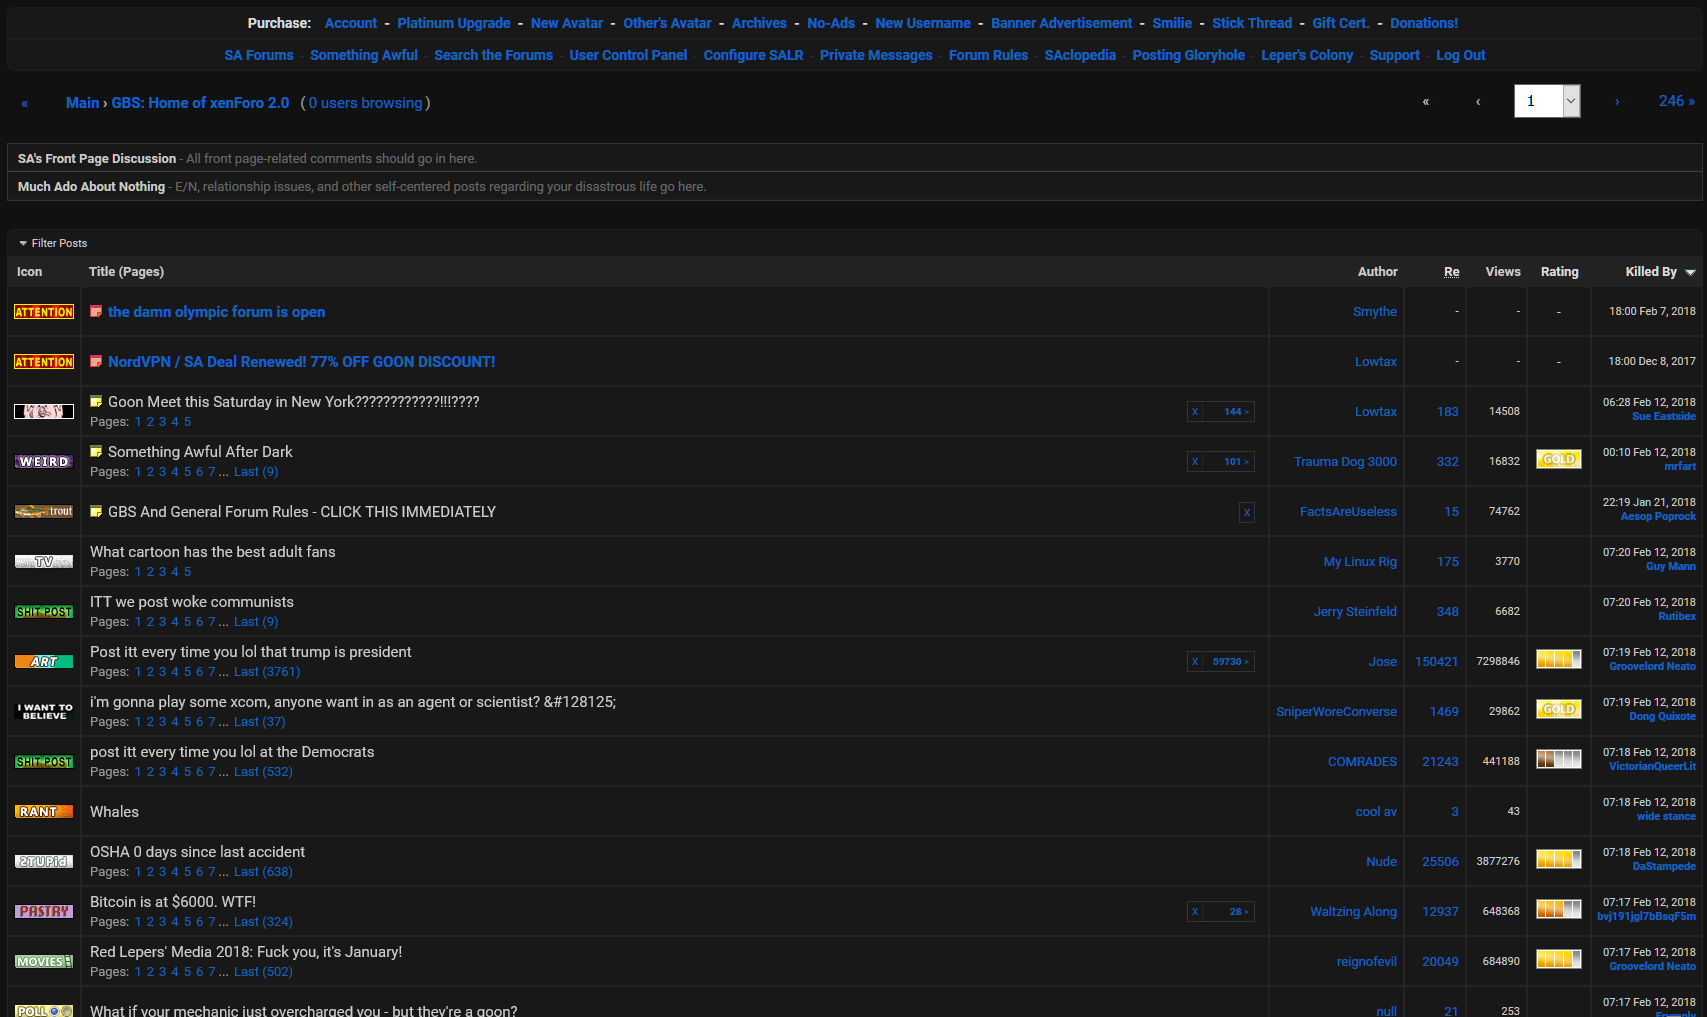 Purchase: Account - Platinum Upgrade - New Avatar - Other's Avatar - Archives - No-Ads - New Username - Banner Advertisement - Smilie - Stick Thread - Gift Cert. - Donations!
SA Forums - Something Awful - Search the Forums - User Control Panel - Configure SALR - Private Messages - Forum Rules - SAclopedia - Posting Gloryhole - Leper's Colony - Support - Log Out
« Main › GBS: Home of xenForo 2.0 ( 0 users browsing ) « ‹ 1 › 246 »
SA's Front Page Discussion - All front page-related comments should go in here.
Much Ado About Nothing - E/N, relationship issues, and other self-centered posts regarding your disastrous life go here.
Filter Posts
Icon Title (Pages) Author Re Views Rating Killed By
ATTENTION the damn olympic forum is open Smythe - - - 18:00 Feb 7, 2018
ATTENTION NordVPN / SA Deal Renewed! 77% OFF GOON DISCOUNT! Lowtax - - - 18:00 Dec 8, 2017
Goon Meet this Saturday in New York????????????!!!???? X 144 > Lowtax 183 14508 06:28 Feb 12, 2018
Pages: 1 2 3 4 5 Sue Eastside
WEIRD Something Awful After Dark X 101 > Trauma Dog 3000 332 16832 GOLD 00:10 Feb 12, 2018
Pages: 1 2 3 4 5 6 7 ... Last (9) mrfart
trout GBS And General Forum Rules - CLICK THIS IMMEDIATELY X FactsAreUseless 15 74762 22:19 Jan 21, 2018
Aesop Poprock
TV What cartoon has the best adult fans My Linux Rig 175 3770 07:20 Feb 12, 2018
Pages: 1 2 3 4 5 Guy Mann
SHIT POST ITT we post woke communists Jerry Steinfeld 348 6682 07:20 Feb 12, 2018
Pages: 1 2 3 4 5 6 7 ... Last (9) Rutibex
ART Post itt every time you lol that trump is president X 59730 > Jose 150421 7298846 07:19 Feb 12, 2018
Pages: 1 2 3 4 5 6 7 ... Last (3761) Groovelord Neato
I WANT TO BELIEVE i'm gonna play some xcom, anyone want in as an agent or scientist? &#128125; SniperWoreConverse 1469 29862 GOLD 07:19 Feb 12, 2018
Pages: 1 2 3 4 5 6 7 ... Last (37) Dong Quixote
SHIT POST post itt every time you lol at the Democrats COMRADES 21243 441188 07:18 Feb 12, 2018
Pages: 1 2 3 4 5 6 7 ... Last (532) VictorianQueerLit
RANT Whales cool av 3 43 07:18 Feb 12, 2018
wide stance
2TUPid OSHA 0 days since last accident Nude 25506 3877276 07:18 Feb 12, 2018
Pages: 1 2 3 4 5 6 7 ... Last (638) DaStampede
PASTRY Bitcoin is at $6000. WTF! X 28 > Waltzing Along 12937 648368 07:17 Feb 12, 2018
Pages: 1 2 3 4 5 6 7 ... Last (324) bvj191jgl7bBsqF5m
MOVIES Red Lepers' Media 2018: Fuck you, it's January! reignofevil 20049 684890 07:17 Feb 12, 2018
Pages: 1 2 3 4 5 6 7 ... Last (502) Groovelord Neato
POLL What if your mechanic just overcharged you - but they're a goon? null 21 253 07:17 Feb 12, 2018